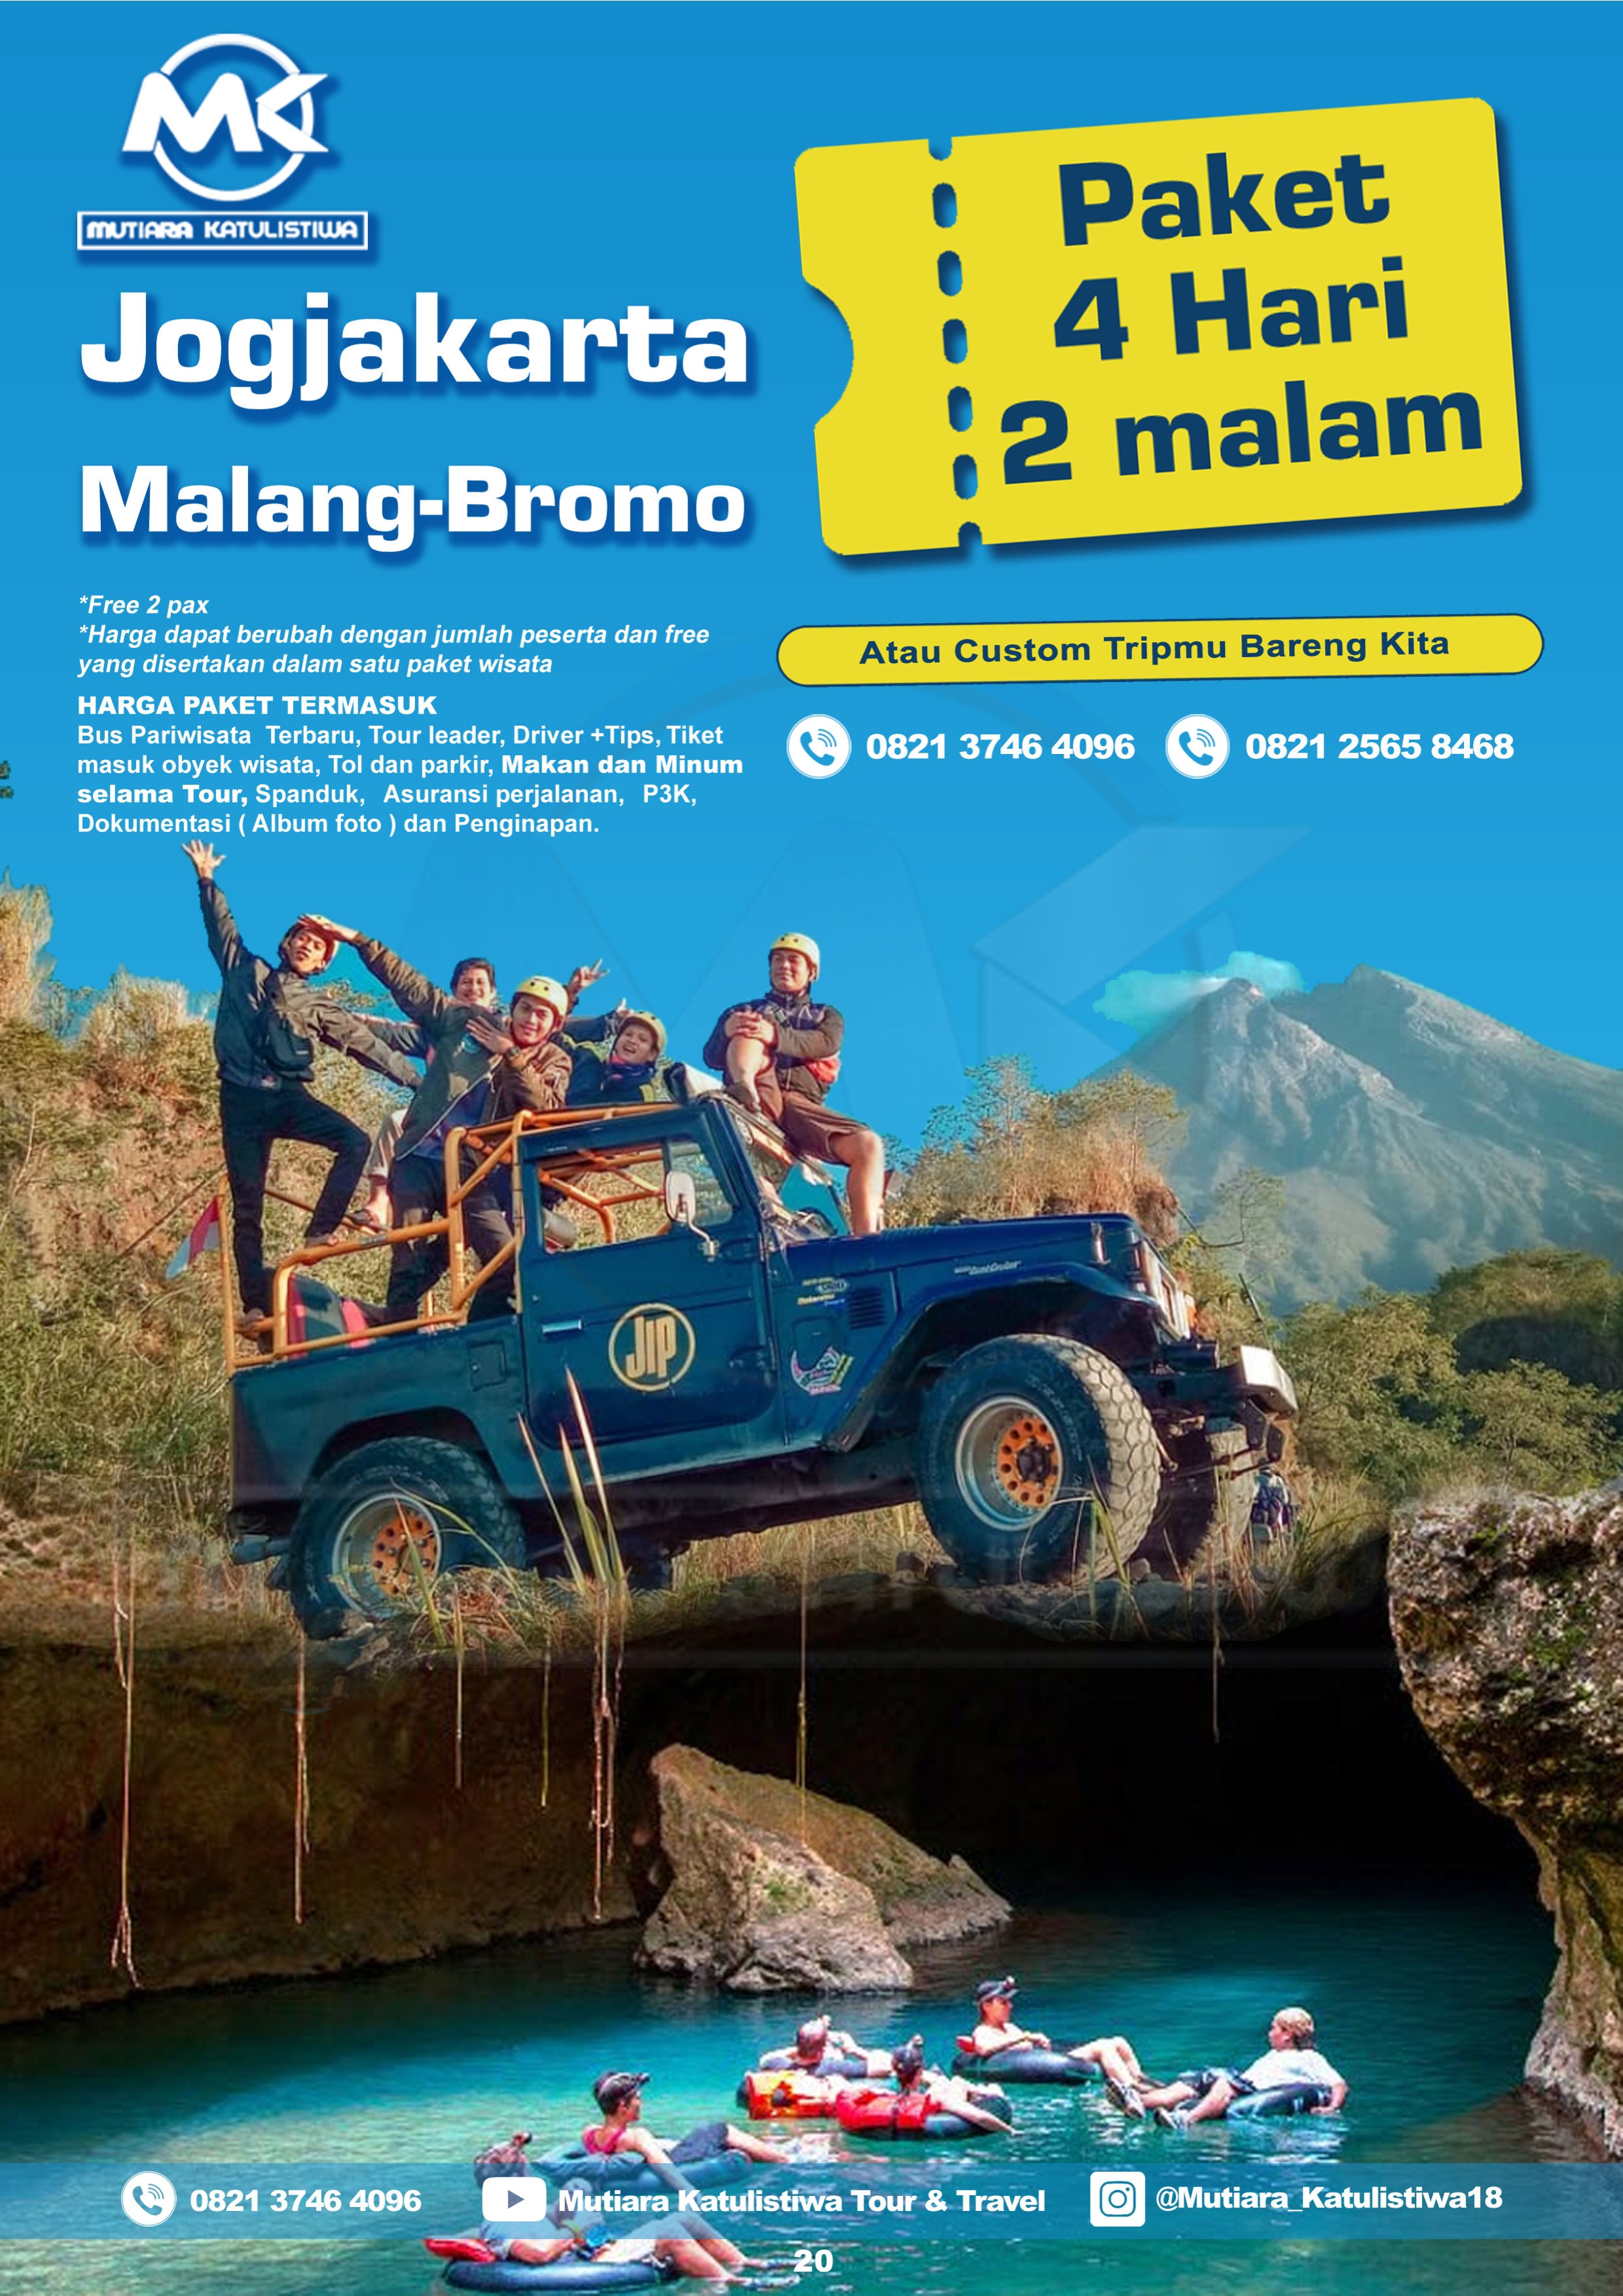 MK
MUTIARA KATULISTIWA
Jogjakarta
Malang-Bromo
Paket
4 Hari
2 malam
*Free 2 pax
*Harga dapat berubah dengan jumlah peserta dan free
yang disertakan dalam satu paket wisata
HARGA PAKET TERMASUK
Bus Pariwisata Terbaru, Tour leader, Driver +Tips, Tiket
masuk obyek wisata, Tol dan parkir, Makan dan Minum
selama Tour, Spanduk, Asuransi perjalanan, P3K,
Dokumentasi ( Album foto ) dan Penginapan.
Atau Custom Tripmu Bareng Kita
0821 3746 4096
0821 2565 8468
JIP
0821 3746 4096
Mutiara Katulistiwa Tour & Travel
@Mutiara_Katulistiwa18
20